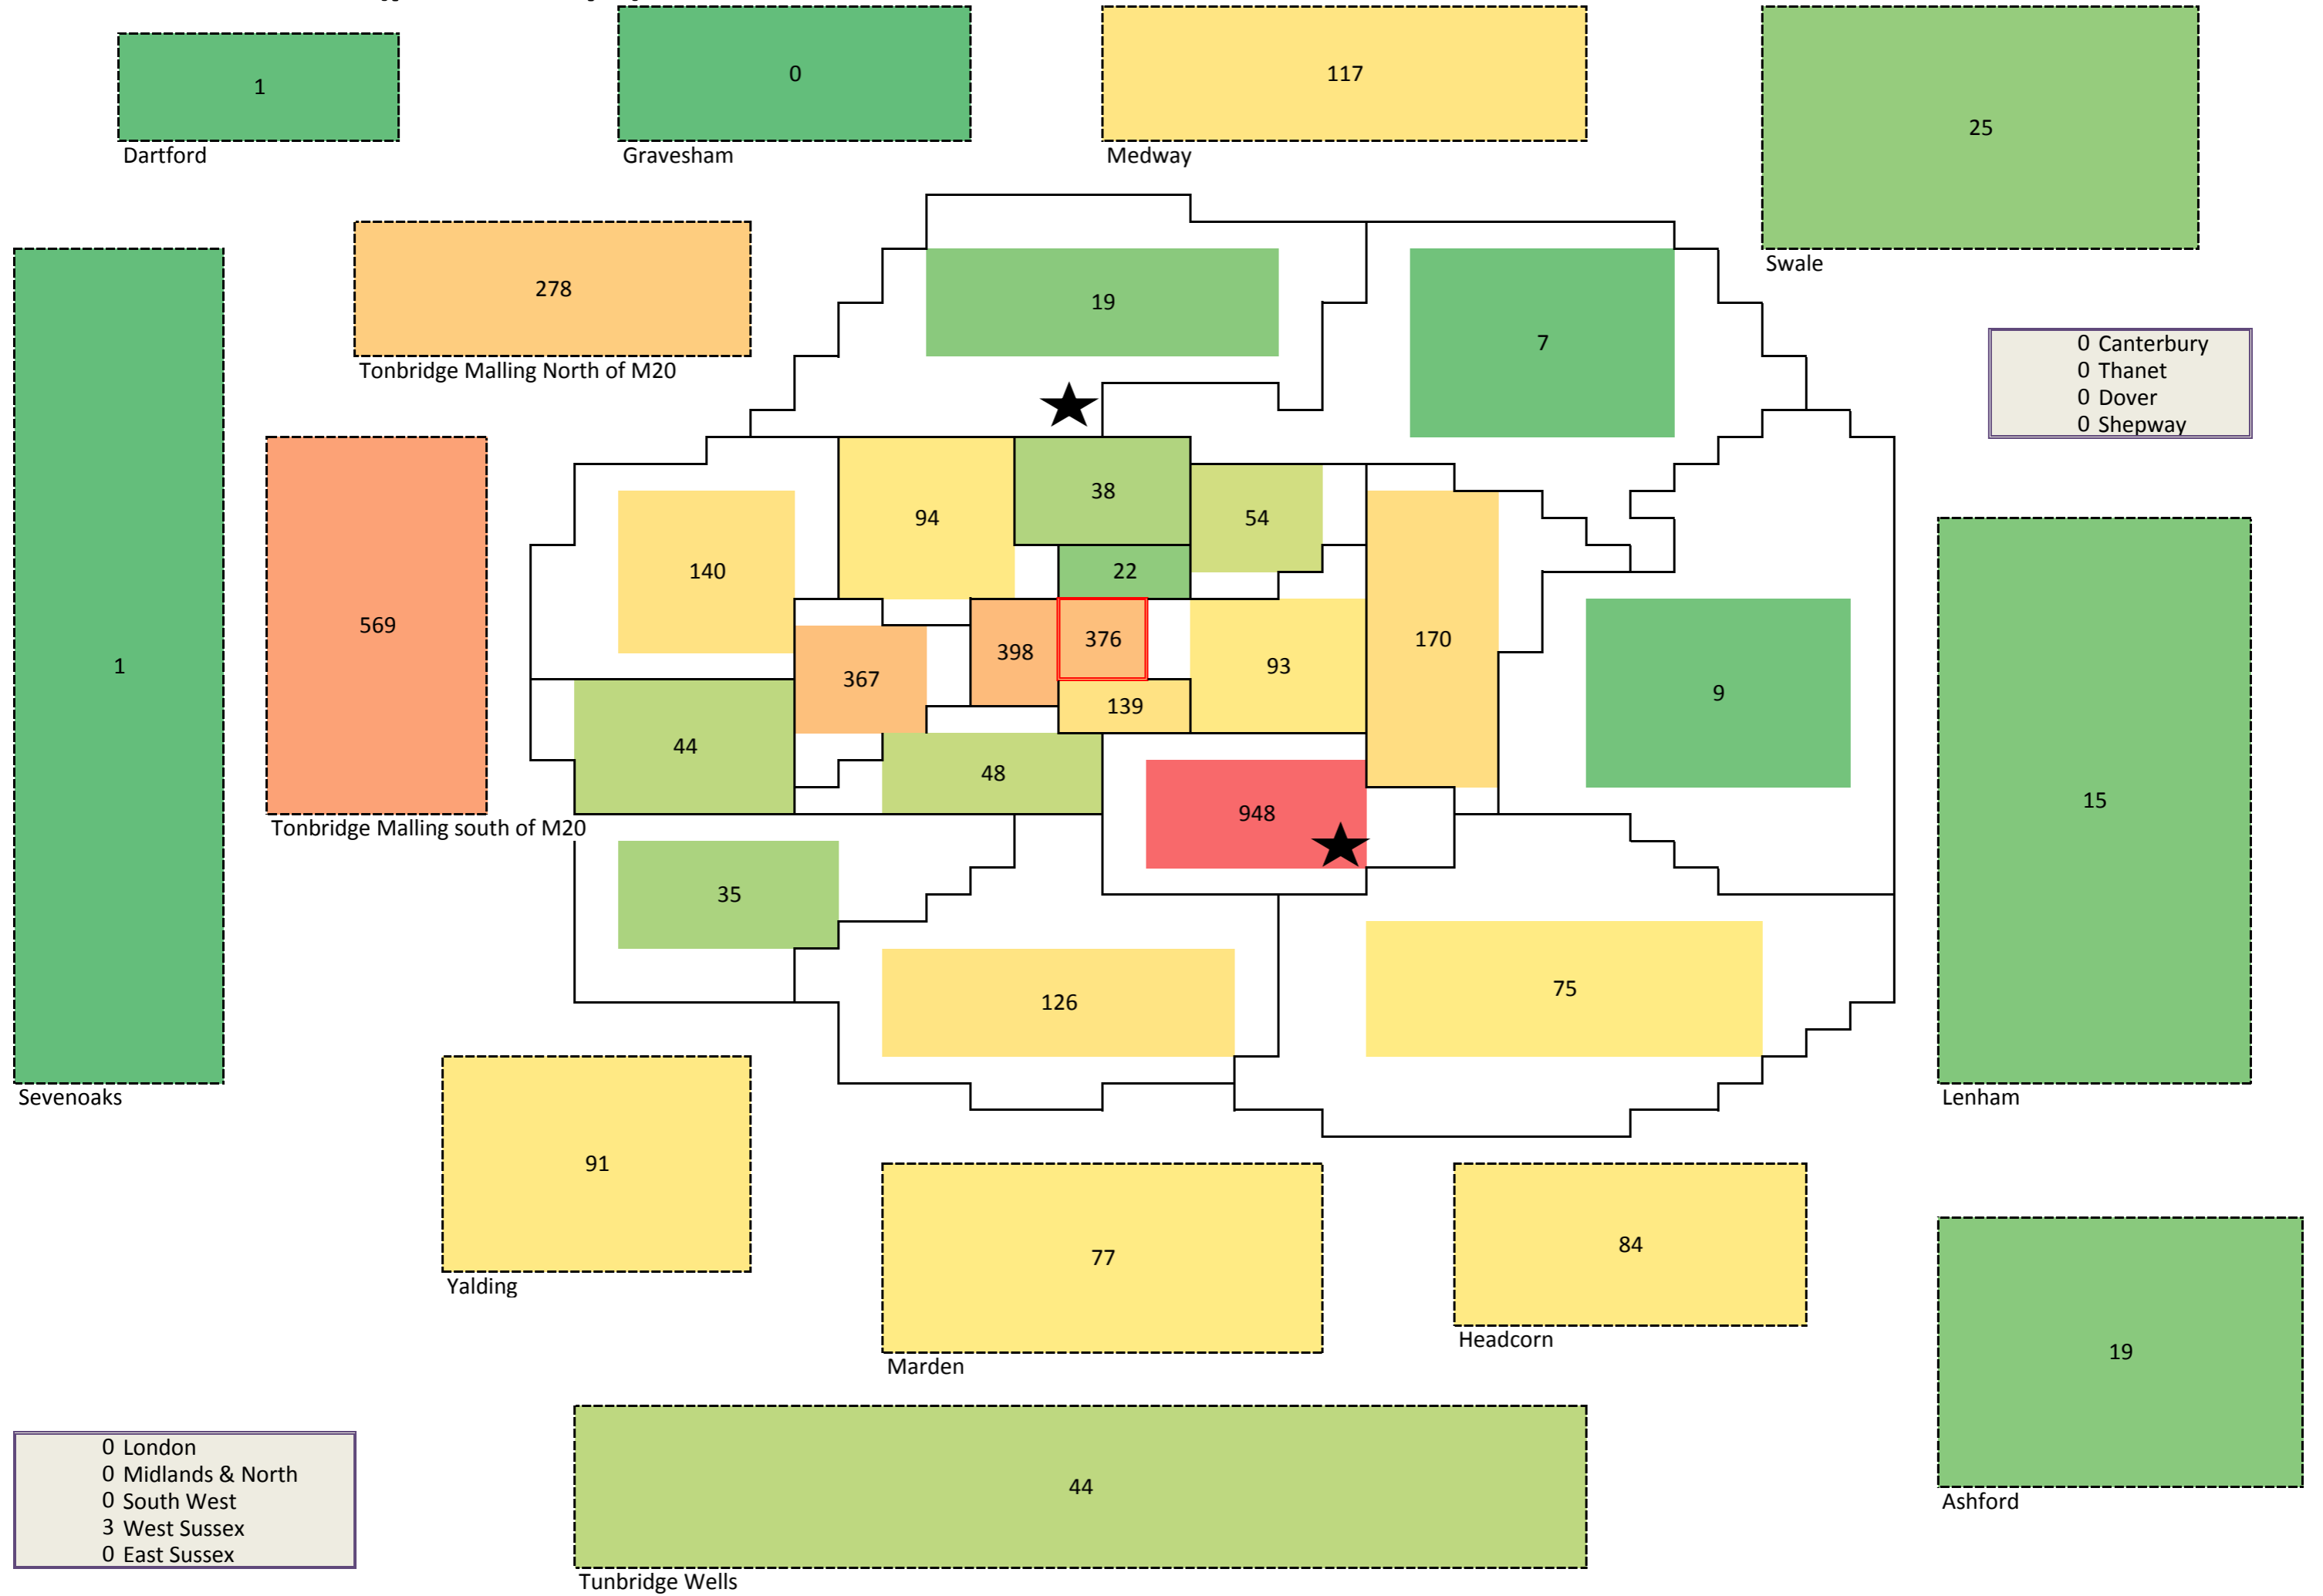 1
0
117
25
Dartford
Gravesham
Medway
Swale
278
19
7
Tonbridge Malling North of M20
0 Canterbury
0 Thanet
0 Dover
0 Shepway
38
94
54
140
22
569
398
376
93
170
1
367
9
139
44
48
15
948
Tonbridge Malling south of M20
35
126
75
Sevenoaks
Lenham
91
77
84
Yalding
Headcorn
Marden
19
0 London
0 Midlands & North
0 South West
3 West Sussex
0 East Sussex
44
Ashford
Tunbridge Wells